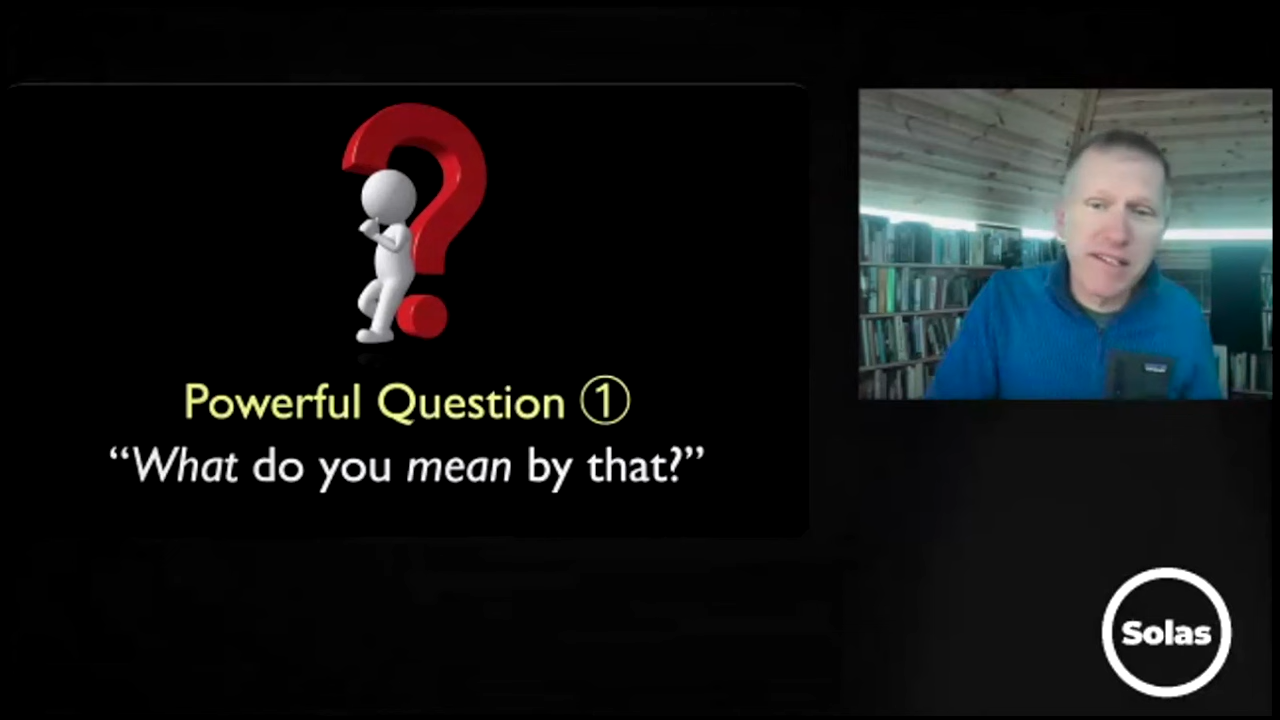 Powerful Question ①
“What do you mean by that?”
Solas